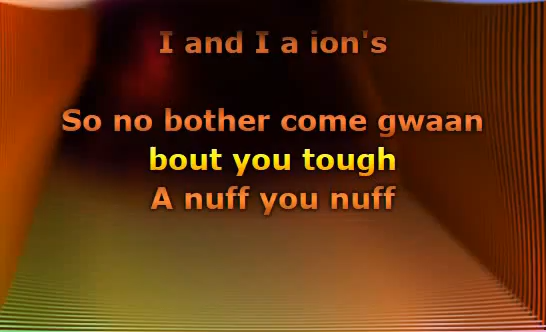 I and I a ion's
So no bother come gwaan
bout you tough
A nuff you nuff